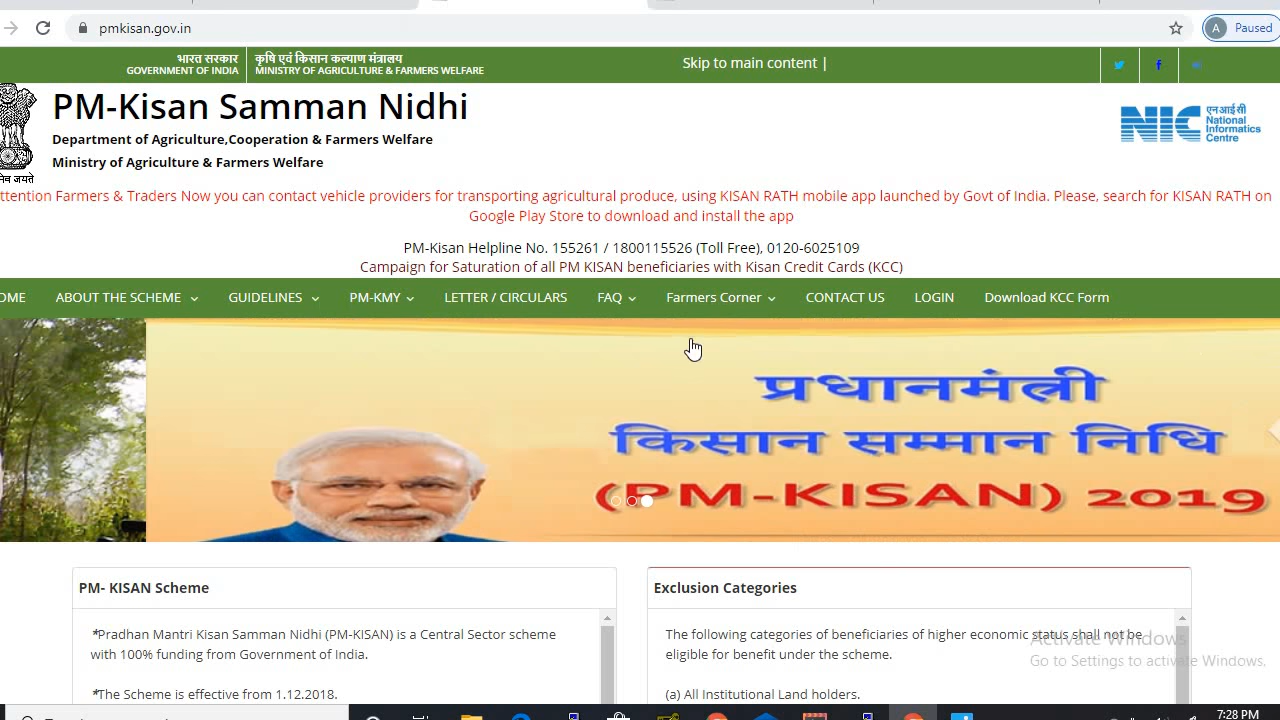 pmkisan.gov.in
A Paused
भारत सरकार
GOVERNMENT OF INDIA
कृषि एवं किसान कल्याण मंत्रालय
MINISTRY OF AGRICULTURE & FARMERS WELFARE
Skip to main content |
PM-Kisan Samman Nidhi
Department of Agriculture,Cooperation & Farmers Welfare
Ministry of Agriculture & Farmers Welfare
NIC
एनआईसी
National
Informatics
Centre
ttention Farmers & Traders Now you can contact vehicle providers for transporting agricultural produce, using KISAN RATH mobile app launched by Govt of India. Please, search for KISAN RATH on
Google Play Store to download and install the app
PM-Kisan Helpline No. 155261 / 1800115526 (Toll Free), 0120-6025109
Campaign for Saturation of all PM KISAN beneficiaries with Kisan Credit Cards (KCC)
OME ABOUT THE SCHEME GUIDELINES PM-KMY LETTER / CIRCULARS FAQ Farmers Corner CONTACT US LOGIN Download KCC Form
प्रधानमंत्री
किसान सम्मान निधि
(PM-KISAN) 2019
PM- KISAN Scheme
*Pradhan Mantri Kisan Samman Nidhi (PM-KISAN) is a Central Sector scheme
with 100% funding from Government of India.
*The Scheme is effective from 1.12.2018.
Exclusion Categories
The following categories of beneficiaries of higher economic status shall not be
eligible for benefit under the scheme.
(a) All Institutional Land holders.
Activate Windows
Go to Settings to activate Windows.
7:28 PM